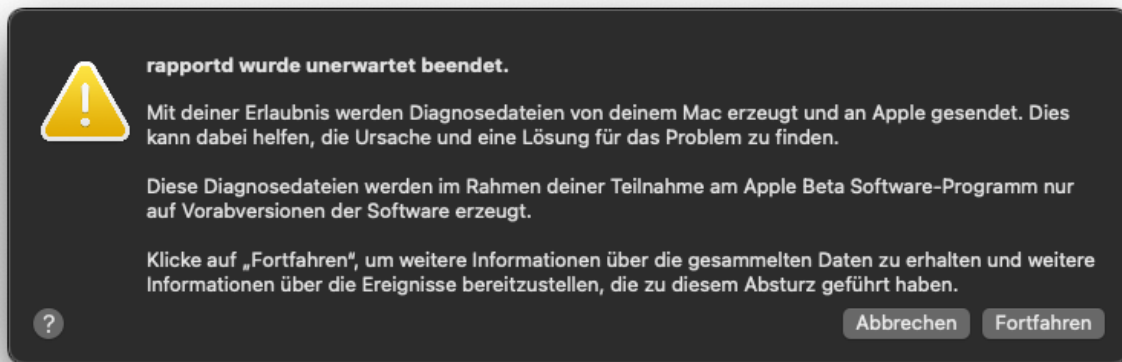 rapportd wurde unerwartet beendet.
Mit deiner Erlaubnis werden Diagnosedateien von deinem Mac erzeugt und an Apple gesendet. Dies
kann dabei helfen, die Ursache und eine Lösung für das Problem zu finden.
Diese Diagnosedateien werden im Rahmen deiner Teilnahme am Apple Beta Software-Programm nur
auf Vorabversionen der Software erzeugt.
Klicke auf „Fortfahren“, um weitere Informationen über die gesammelten Daten zu erhalten und weitere
Informationen über die Ereignisse bereitzustellen, die zu diesem Absturz geführt haben.
? Abbrechen Fortfahren